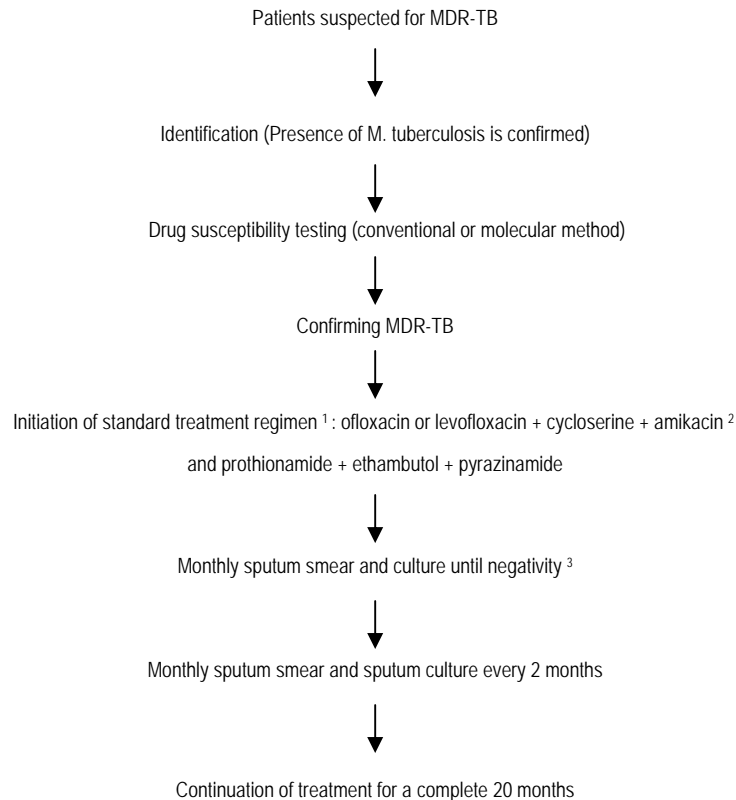 Patients suspected for MDR-TB
Identification (Presence of M. tuberculosis is confirmed)
Drug susceptibility testing (conventional or molecular method)
Confirming MDR-TB
Initiation of standard treatment regimen ¹ : ofloxacin or levofloxacin + cycloserine + amikacin ²
and prothionamide + ethambutol + pyrazinamide
Monthly sputum smear and culture until negativity ³
Monthly sputum smear and sputum culture every 2 months
Continuation of treatment for a complete 20 months